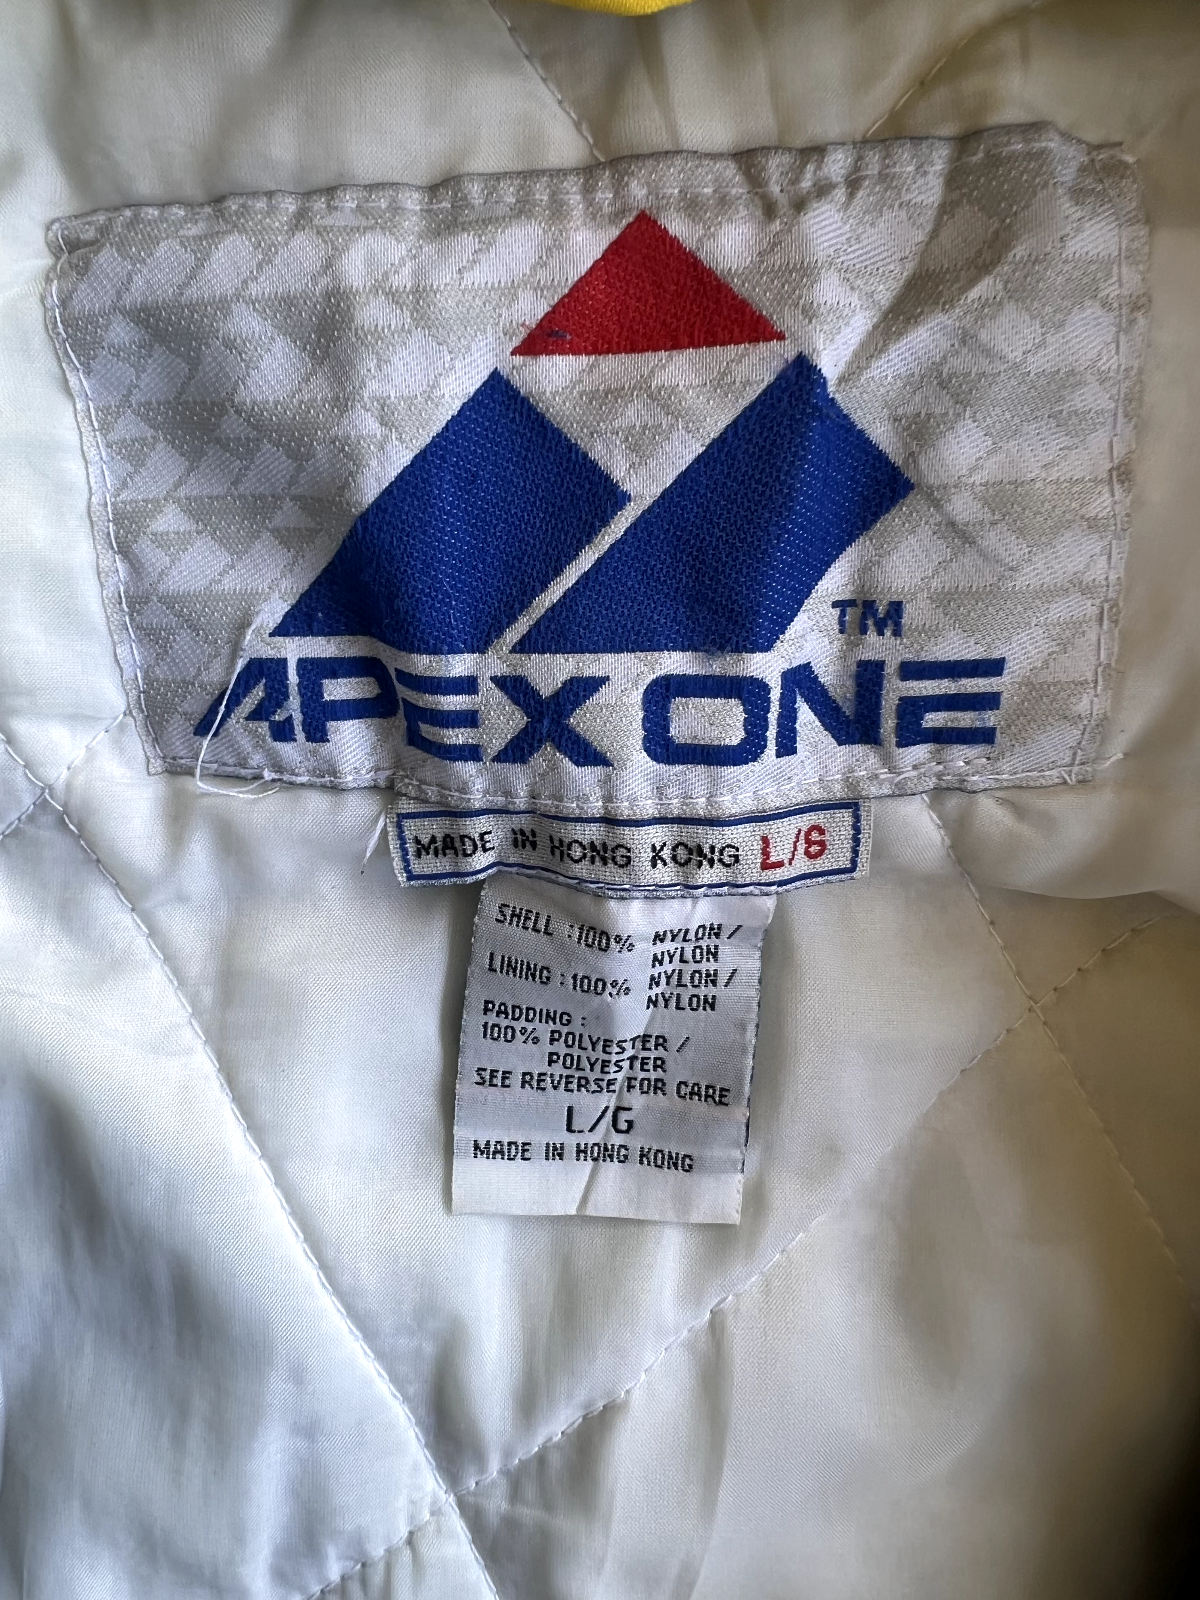 TM
APEX ONE
MADE IN HONG KONG L/G
SHELL : 100% NYLON /
NYLON
LINING : 100% NYLON /
NYLON
PADDING :
100% POLYESTER /
POLYESTER
SEE REVERSE FOR CARE
L/G
MADE IN HONG KONG